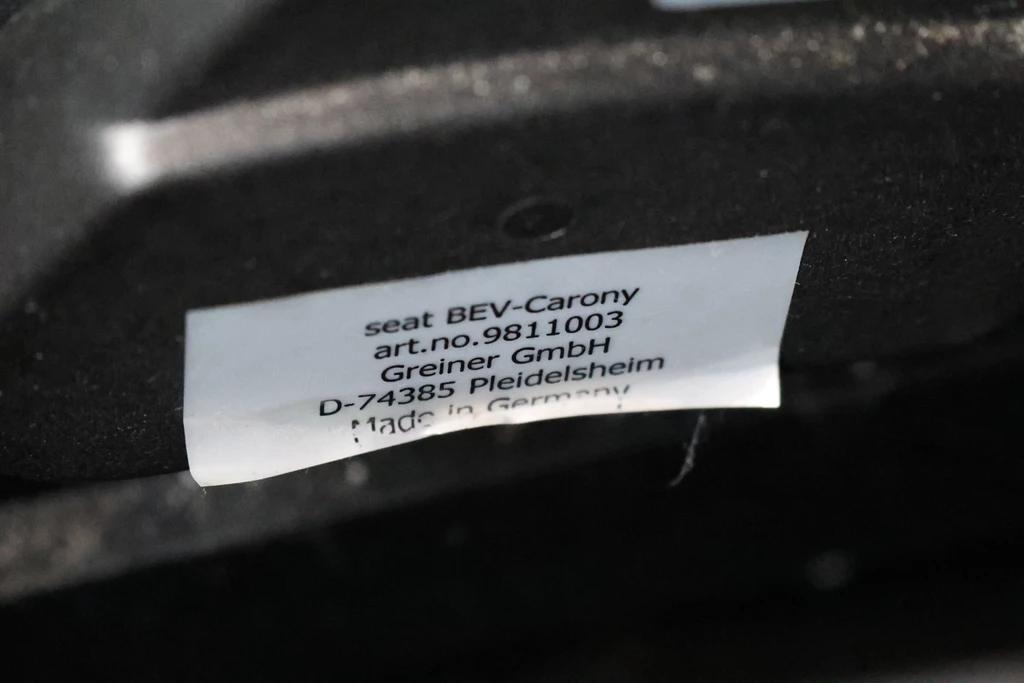 seat BEV-Carony
art.no.9811003
Greiner GmbH
D-74385 Pleidelsheim
Made in Germany